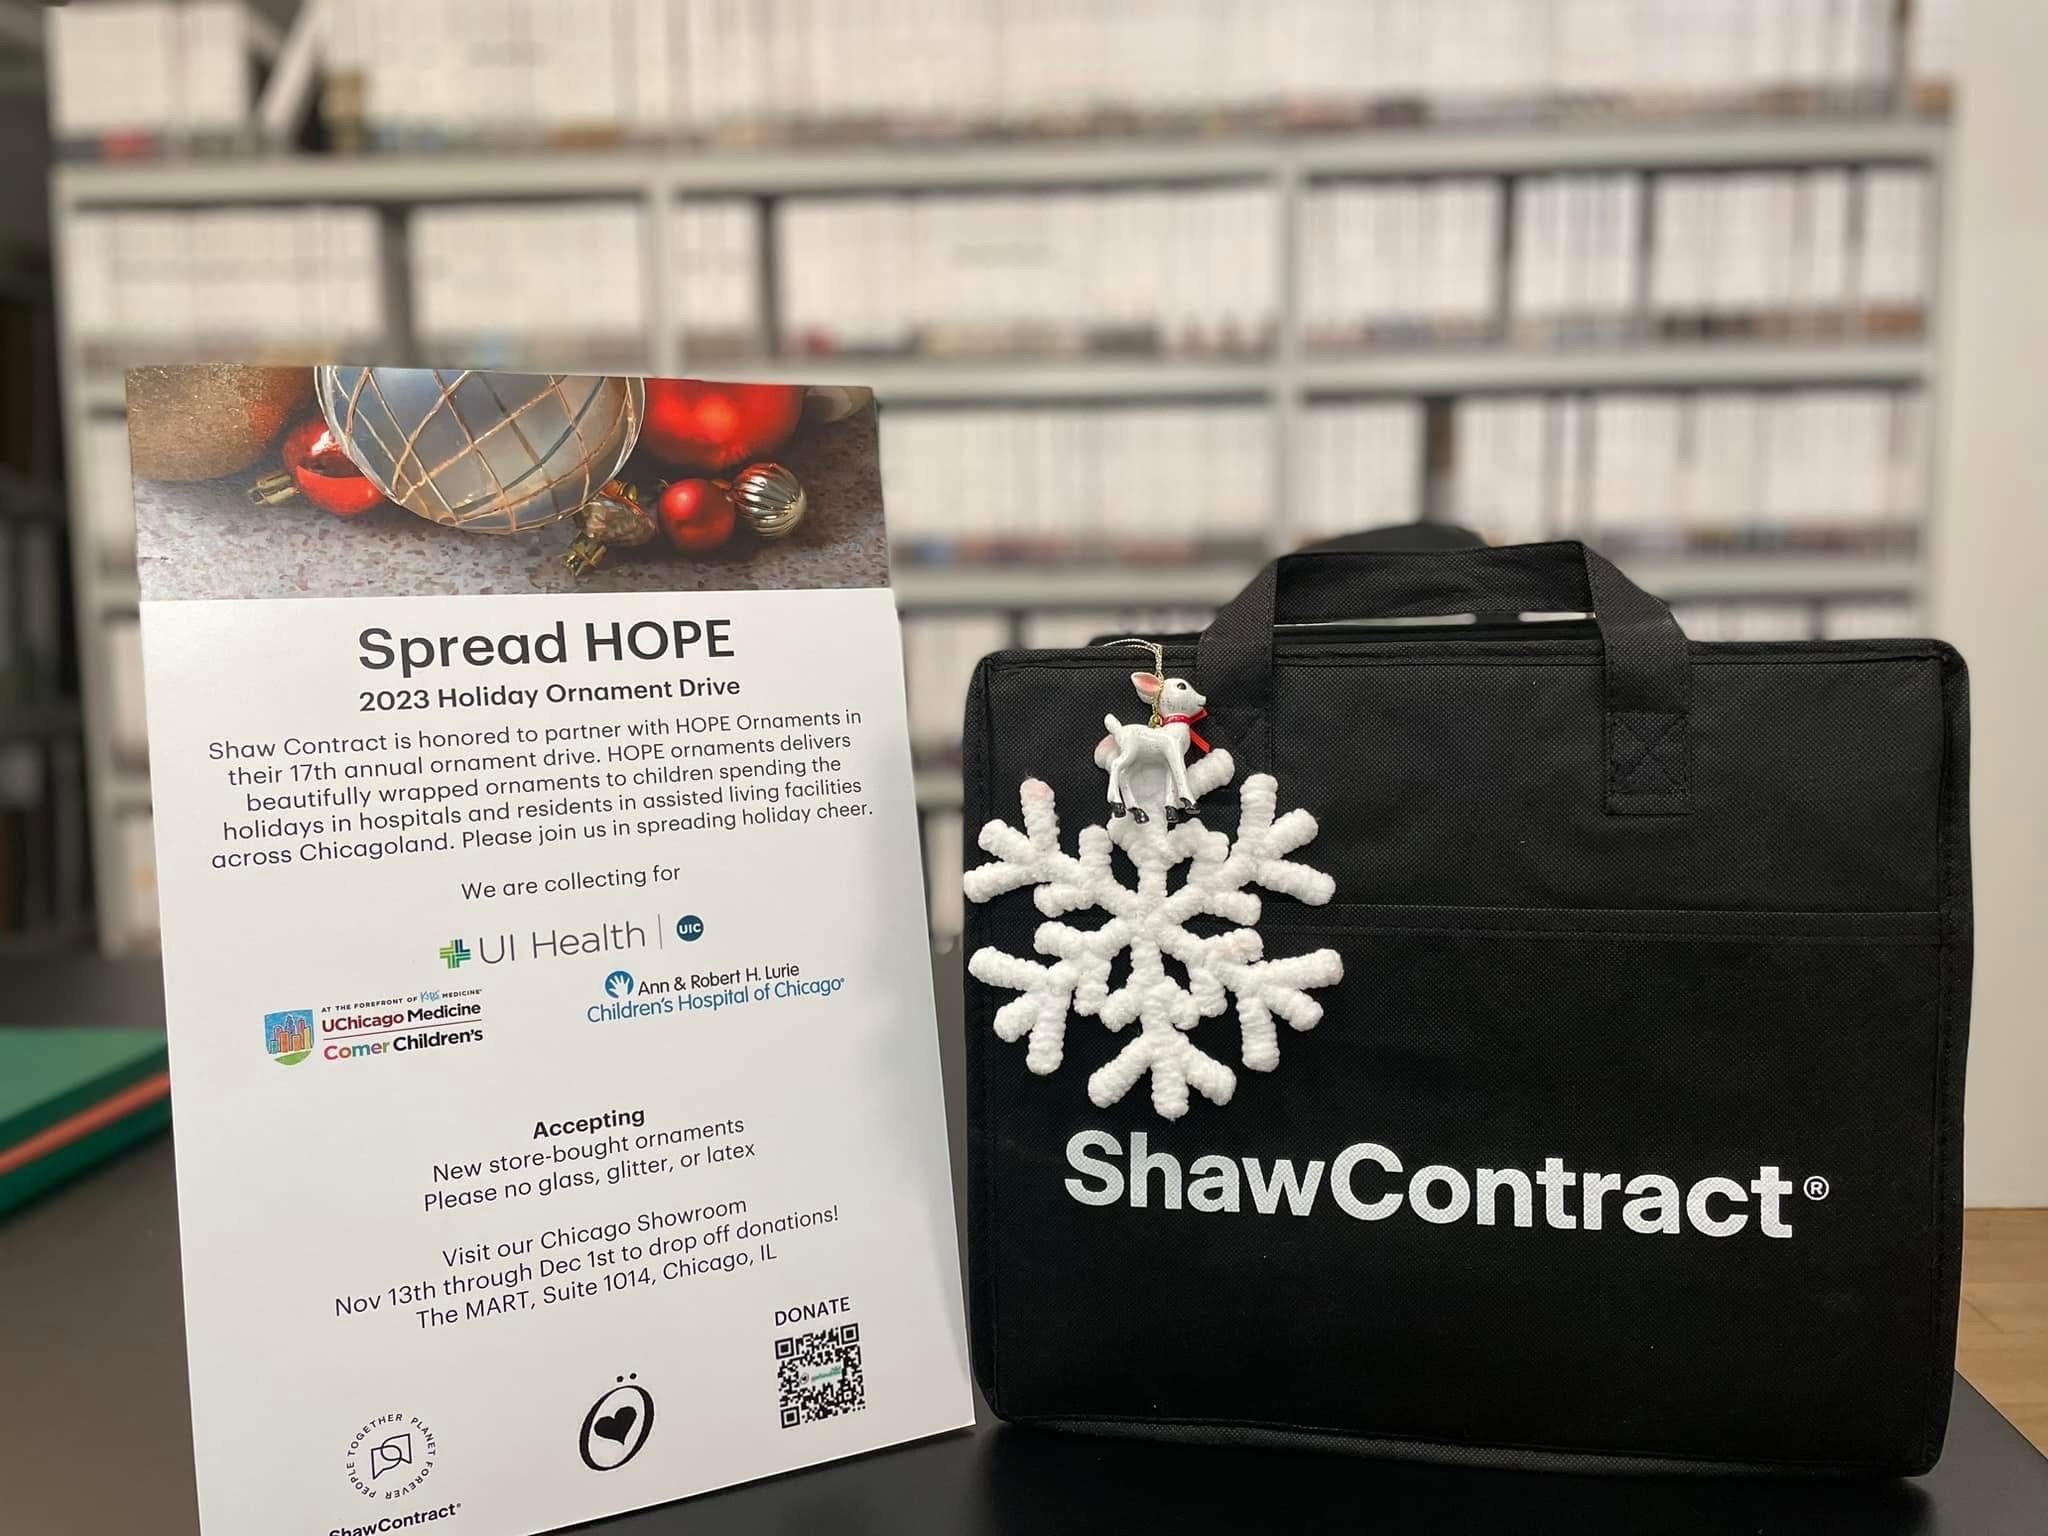 Spread HOPE
2023 Holiday Ornament Drive
Shaw Contract is honored to partner with HOPE Ornaments in
their 17th annual ornament drive. HOPE ornaments delivers
beautifully wrapped ornaments to children spending the
holidays in hospitals and residents in assisted living facilities
across Chicagoland. Please join us in spreading holiday cheer.
We are collecting for
UI Health | UIC
Ann & Robert H. Lurie
Children's Hospital of Chicago®
AT THE FOREFRONT OF KIDS MEDICINE®
UChicago Medicine
Comer Children's
Accepting
New store-bought ornaments
Please no glass, glitter, or latex
Visit our Chicago Showroom
Nov 13th through Dec 1st to drop off donations!
The MART, Suite 1014, Chicago, IL
DONATE
PEOPLE TOGETHER PLANET FOREVER
Ö
ShawContract®
ShawContract®